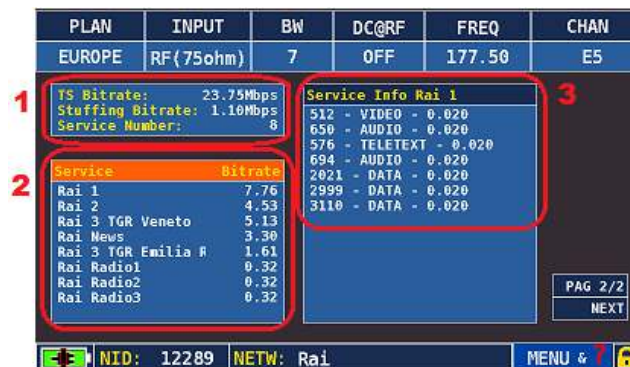 PLAN INPUT BW DC@RF FREQ CHAN
EUROPE RF(75ohm) 7 OFF 177.50 E5
1
TS Bitrate: 23.75Mbps
Stuffing Bitrate: 1.10Mbps
Service Number: 8
2
Service Bitrate
Rai 1 7.76
Rai 2 4.53
Rai 3 TGR Veneto 5.13
Rai News 3.30
Rai 3 TGR Emilia R 1.61
Rai Radio1 0.32
Rai Radio2 0.32
Rai Radio3 0.32
3
Service Info Rai 1
512 - VIDEO - 0.020
650 - AUDIO - 0.020
576 - TELETEXT - 0.020
694 - AUDIO - 0.020
2021 - DATA - 0.020
2999 - DATA - 0.020
3110 - DATA - 0.020
PAG 2/2
NEXT
NID: 12289 NETW: Rai MENU & ?